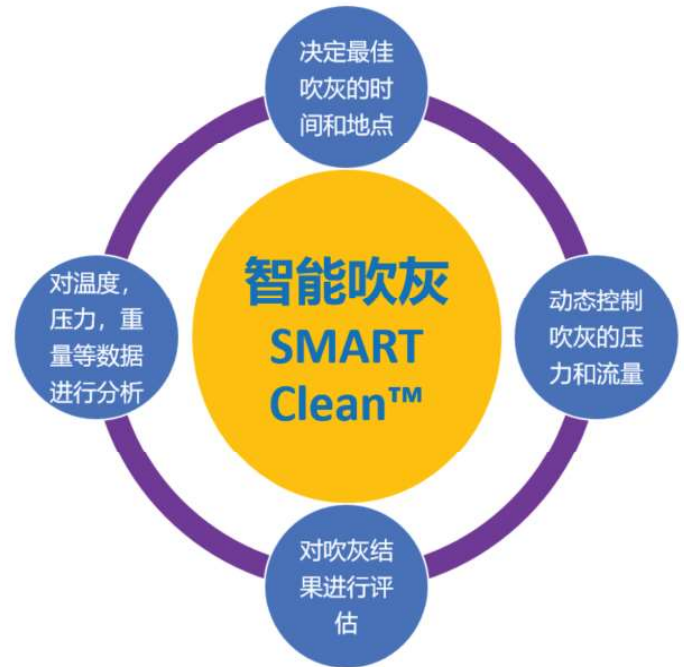 决定最佳
吹灰的时
间和地点
对温度，
压力，重
量等数据
进行分析
智能吹灰
SMART
Clean™
动态控制
吹灰的压
力和流量
对吹灰结
果进行评
估